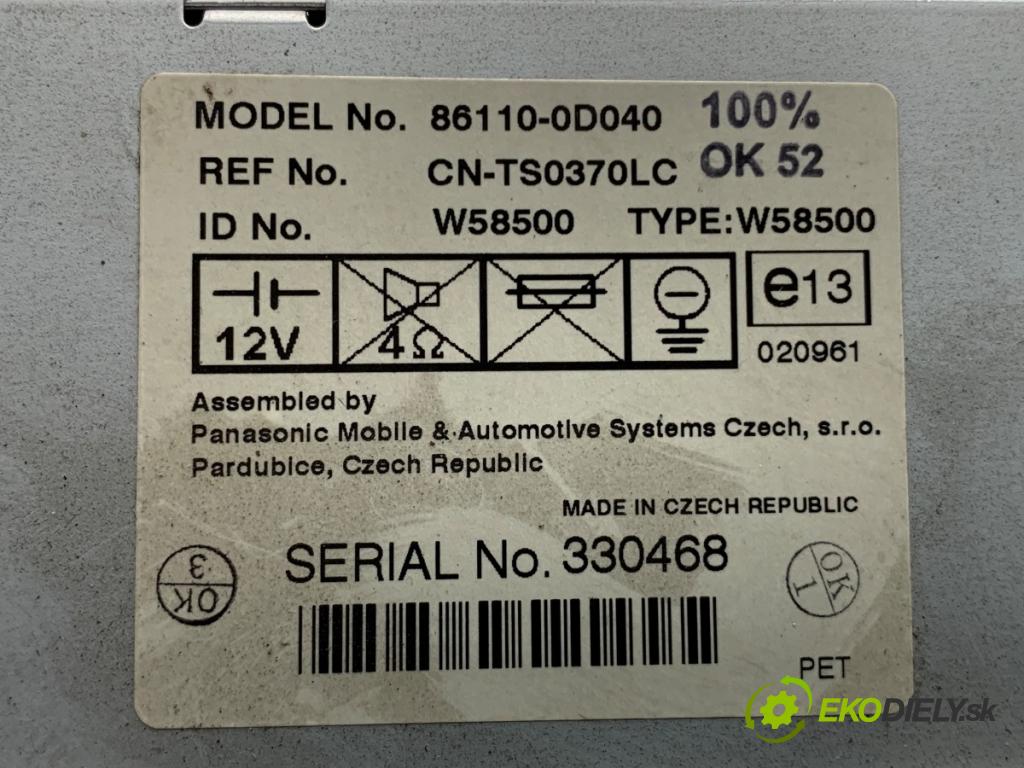 MODEL No. 86110-0D040 100%
REF No. CN-TS0370LC OK 52
ID No. W58500 TYPE:W58500
12V 4Ω e13
020961
Assembled by
Panasonic Mobile & Automotive Systems Czech, s.r.o.
Pardubice, Czech Republic
MADE IN CZECH REPUBLIC
SERIAL No. 330468
OK 3
OK 1
PET
EKODIELY.sk